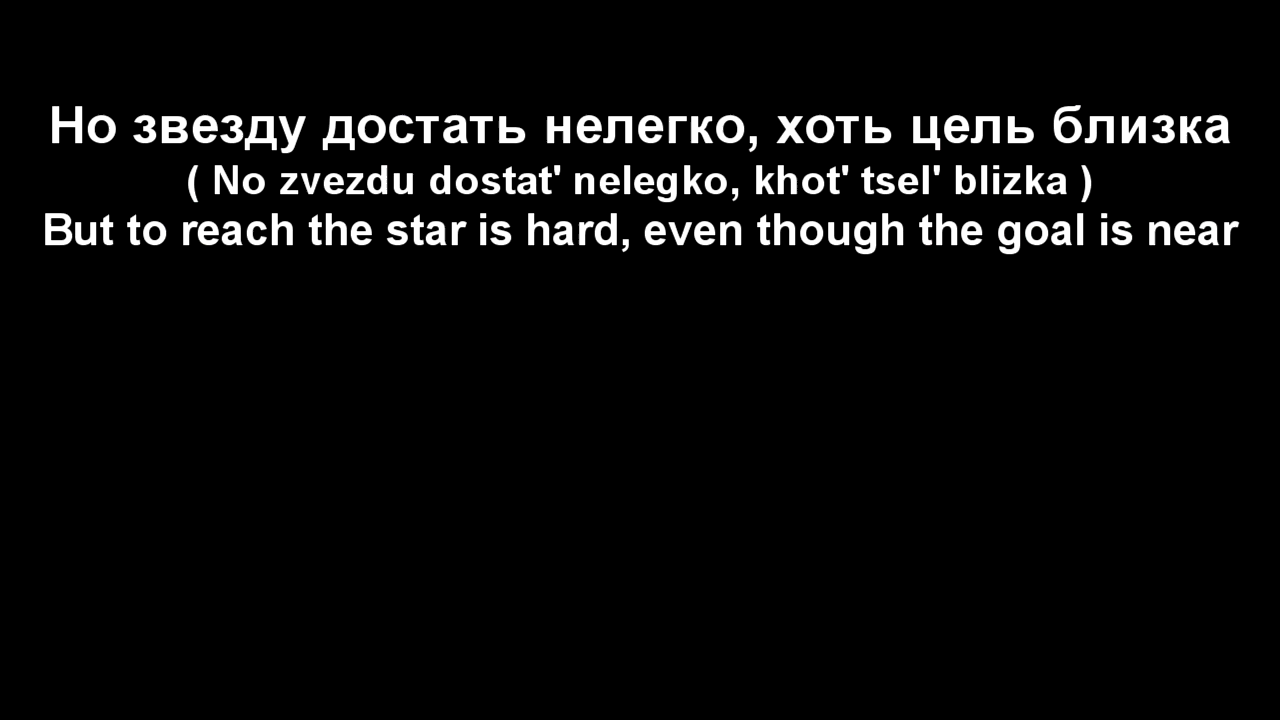 Но звезду достать нелегко, хоть цель близка
( No zvezdu dostat' nelegko, khot' tsel' blizka )
But to reach the star is hard, even though the goal is near